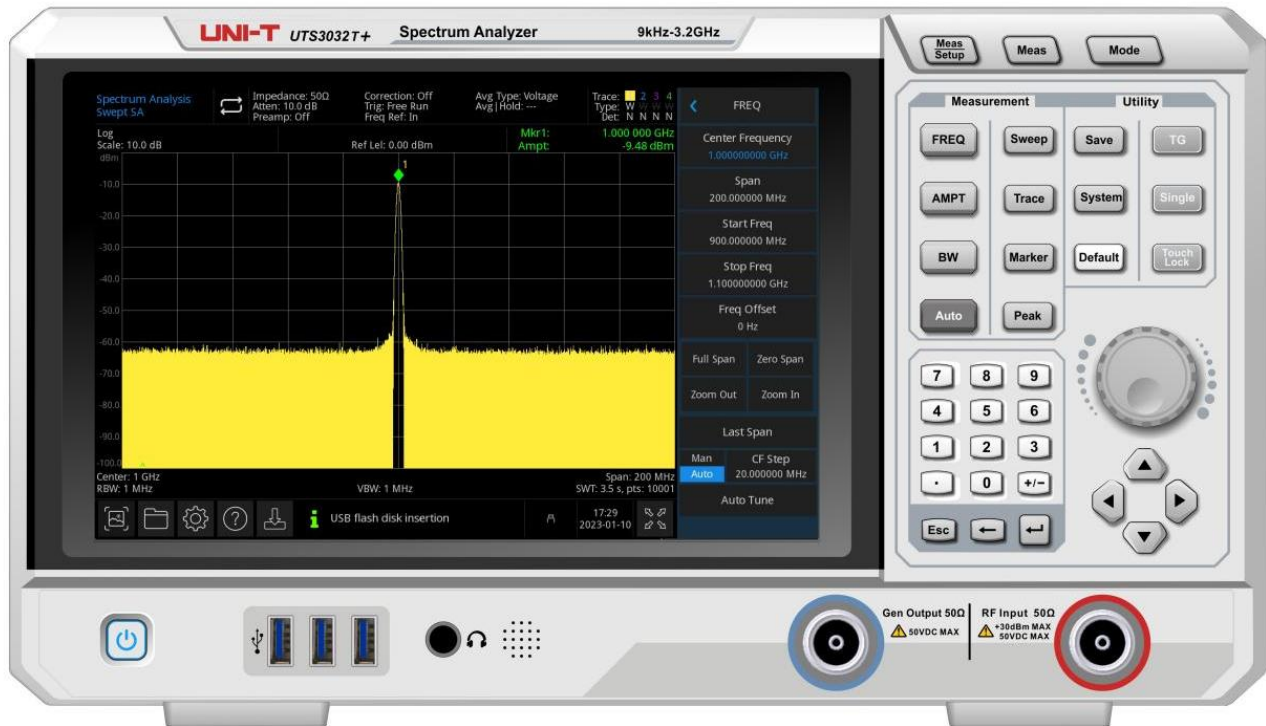 UNI-T UTS3032T+ Spectrum Analyzer 9kHz-3.2GHz
Spectrum Analysis
Swept SA
Impedance: 50Ω
Atten: 10.0 dB
Preamp: Off
Correction: Off
Trig: Free Run
Freq Ref: In
Avg Type: Voltage
Avg|Hold: ---
Trace: 2 3 4
Type: W W W W
Det: N N N N
Log
Scale: 10.0 dB
Ref Lel: 0.00 dBm
Mkr1: 1.000 000 GHz
Ampt: -9.48 dBm
dBm
1
-10.0
-20.0
-30.0
-40.0
-50.0
-60.0
-70.0
-80.0
-90.0
-100.0
Center: 1 GHz
RBW: 1 MHz
VBW: 1 MHz
Span: 200 MHz
SWT: 3.5 s, pts: 10001
USB flash disk insertion
17:29
2023-01-10
FREQ
Center Frequency
1.000000000 GHz
Span
200.000000 MHz
Start Freq
900.000000 MHz
Stop Freq
1.100000000 GHz
Freq Offset
0 Hz
Full Span Zero Span
Zoom Out Zoom In
Last Span
Man
Auto
CF Step
20.000000 MHz
Auto Tune
Meas
Setup
Meas
Mode
Measurement
Utility
FREQ Sweep Save TG
AMPT Trace System Single
BW Marker Default Touch
Lock
Auto Peak
7 8 9
4 5 6
1 2 3
. 0 +/−
Esc
Gen Output 50Ω
50VDC MAX
RF Input 50Ω
+30dBm MAX
50VDC MAX